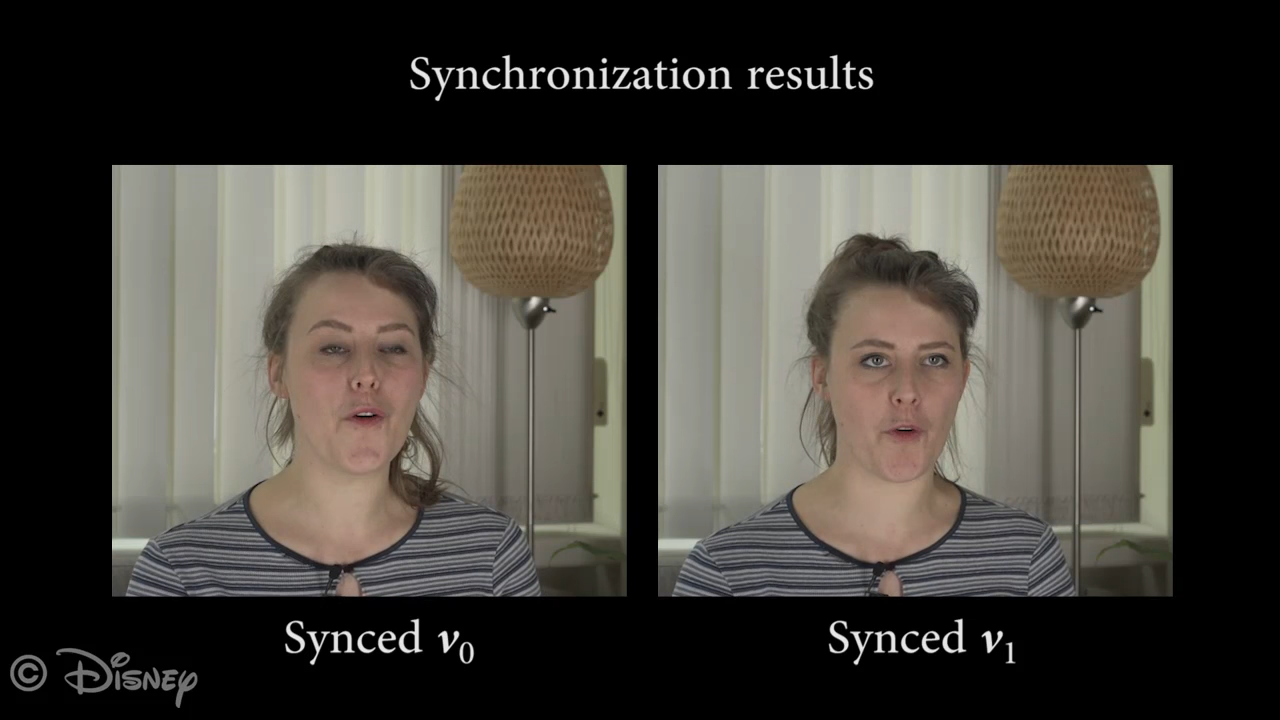 Synchronization results
Synced v₀
Synced v₁
© Disney